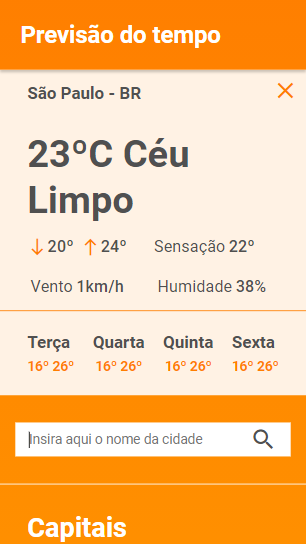 Previsão do tempo
São Paulo - BR
23ºC Céu
Limpo
20º 24º Sensação 22º
Vento 1km/h Humidade 38%
Terça Quarta Quinta Sexta
16º 26º 16º 26º 16º 26º 16º 26º
Insira aqui o nome da cidade
Capitais